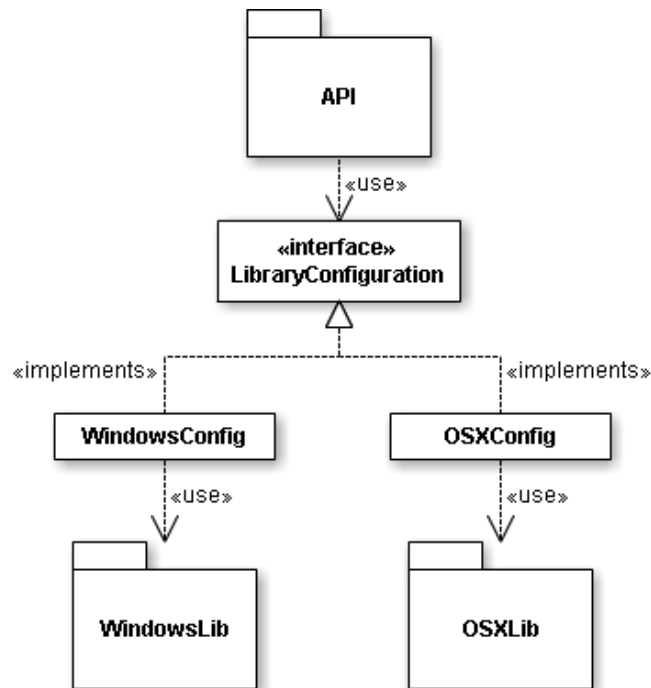 API
«use»
«interface»
LibraryConfiguration
«implements»
«implements»
WindowsConfig
OSXConfig
«use»
«use»
WindowsLib
OSXLib